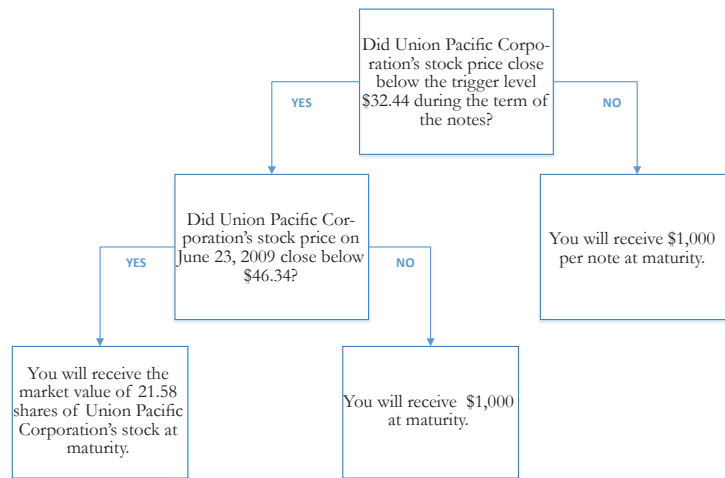 Did Union Pacific Corpo-
ration's stock price close
below the trigger level
$32.44 during the term of
the notes?
YES
NO
Did Union Pacific Cor-
poration's stock price on
June 23, 2009 close below
$46.34?
You will receive $1,000
per note at maturity.
YES
NO
You will receive the
market value of 21.58
shares of Union Pacific
Corporation's stock at
maturity.
You will receive $1,000
at maturity.